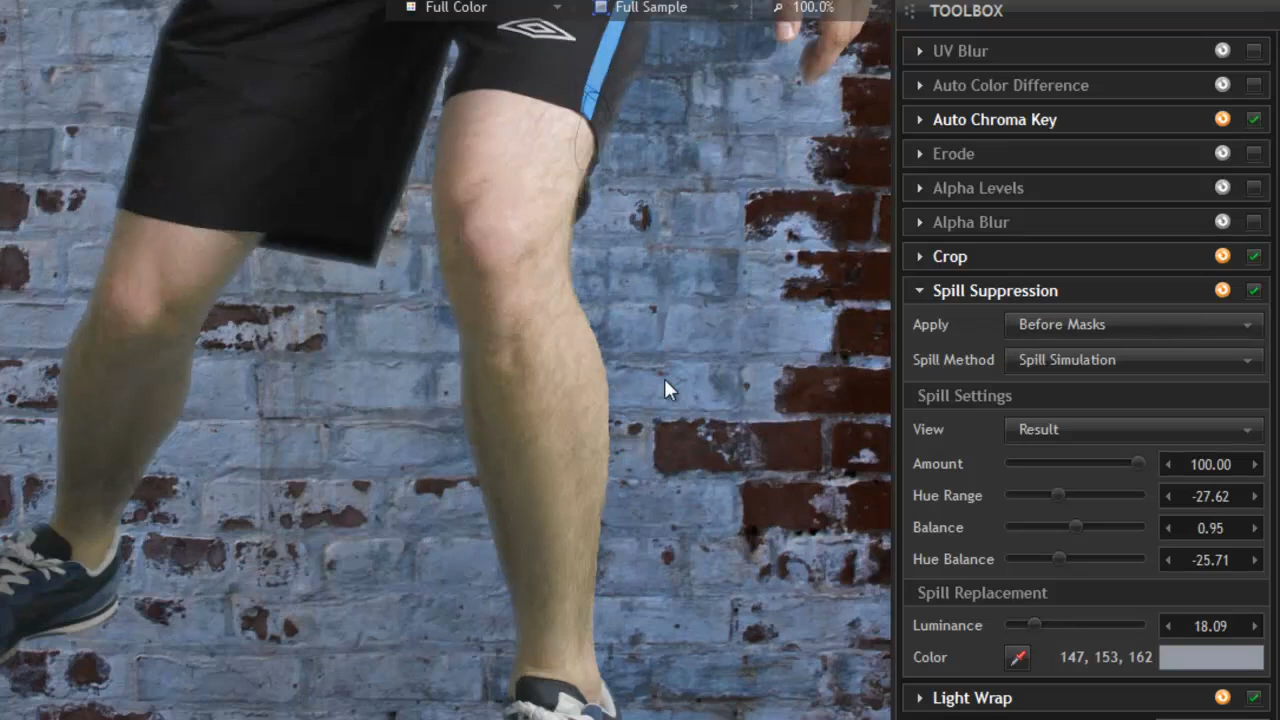 Full Color
Full Sample
100.0%
TOOLBOX
UV Blur
Auto Color Difference
Auto Chroma Key
Erode
Alpha Levels
Alpha Blur
Crop
Spill Suppression
Apply Before Masks
Spill Method Spill Simulation
Spill Settings
View Result
Amount 100.00
Hue Range -27.62
Balance 0.95
Hue Balance -25.71
Spill Replacement
Luminance 18.09
Color 147, 153, 162
Light Wrap